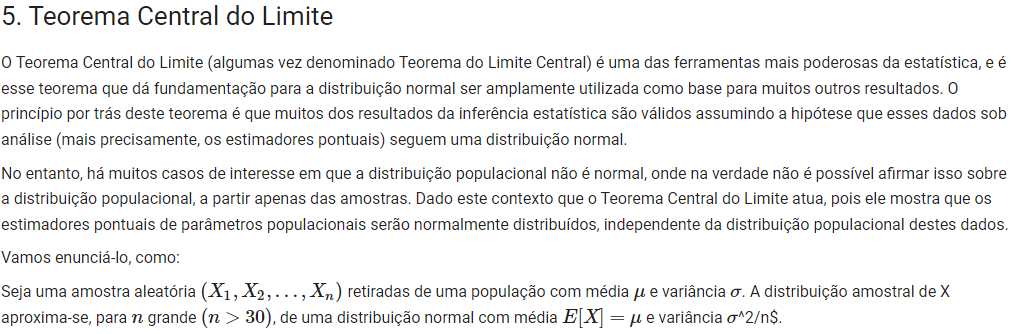 5. Teorema Central do Limite
O Teorema Central do Limite (algumas vez denominado Teorema do Limite Central) é uma das ferramentas mais poderosas da estatística, e é
esse teorema que dá fundamentação para a distribuição normal ser amplamente utilizada como base para muitos outros resultados. O
princípio por trás deste teorema é que muitos dos resultados da inferência estatística são válidos assumindo a hipótese que esses dados sob
análise (mais precisamente, os estimadores pontuais) seguem uma distribuição normal.
No entanto, há muitos casos de interesse em que a distribuição populacional não é normal, onde na verdade não é possível afirmar isso sobre
a distribuição populacional, a partir apenas das amostras. Dado este contexto que o Teorema Central do Limite atua, pois ele mostra que os
estimadores pontuais de parâmetros populacionais serão normalmente distribuídos, independente da distribuição populacional destes dados.
Vamos enunciá-lo, como:
Seja uma amostra aleatória (X₁, X₂, . . . , Xₙ) retiradas de uma população com média μ e variância σ. A distribuição amostral de X
aproxima-se, para n grande (n > 30), de uma distribuição normal com média E[X] = μ e variância σ^2/n$.